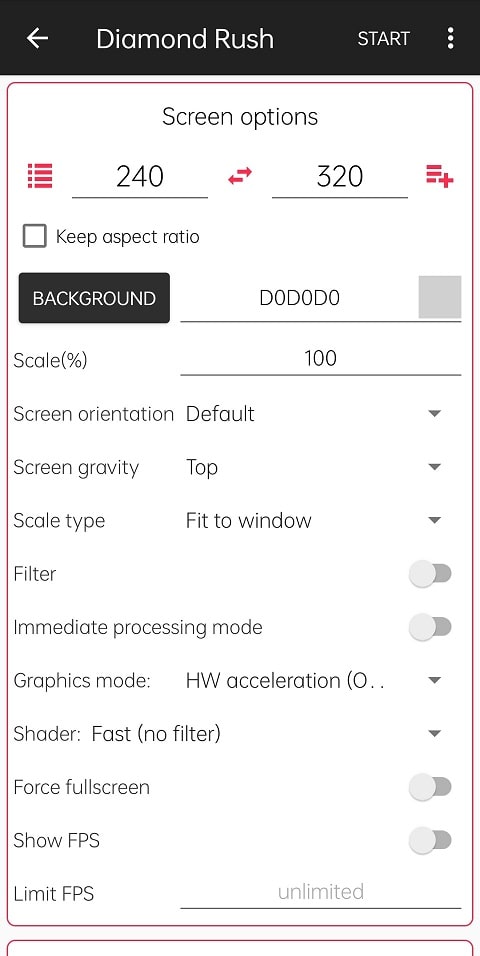 Diamond Rush START
Screen options
240 320
Keep aspect ratio
BACKGROUND D0D0D0
Scale(%) 100
Screen orientation Default
Screen gravity Top
Scale type Fit to window
Filter
Immediate processing mode
Graphics mode: HW acceleration (O..
Shader: Fast (no filter)
Force fullscreen
Show FPS
Limit FPS unlimited